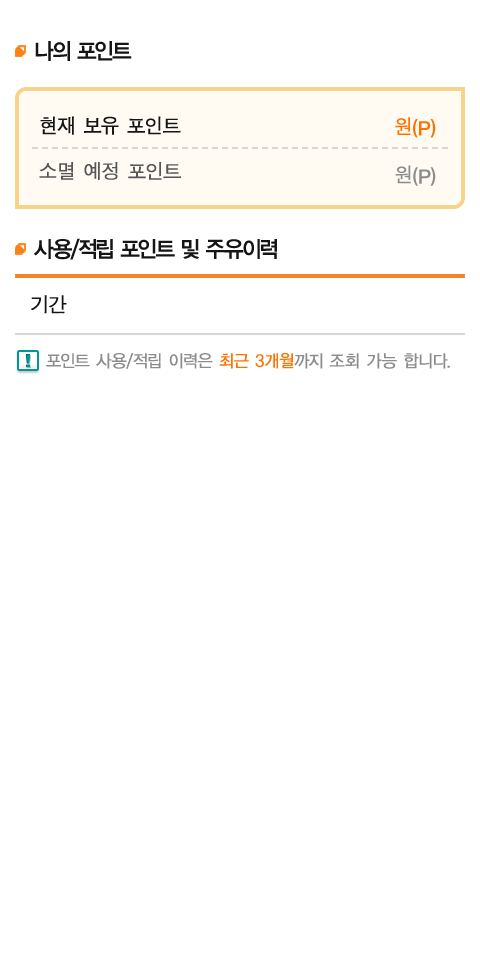 나의 포인트
현재 보유 포인트 원(P)
소멸 예정 포인트 원(P)
사용/적립 포인트 및 주유이력
기간
포인트 사용/적립 이력은 최근 3개월까지 조회 가능 합니다.